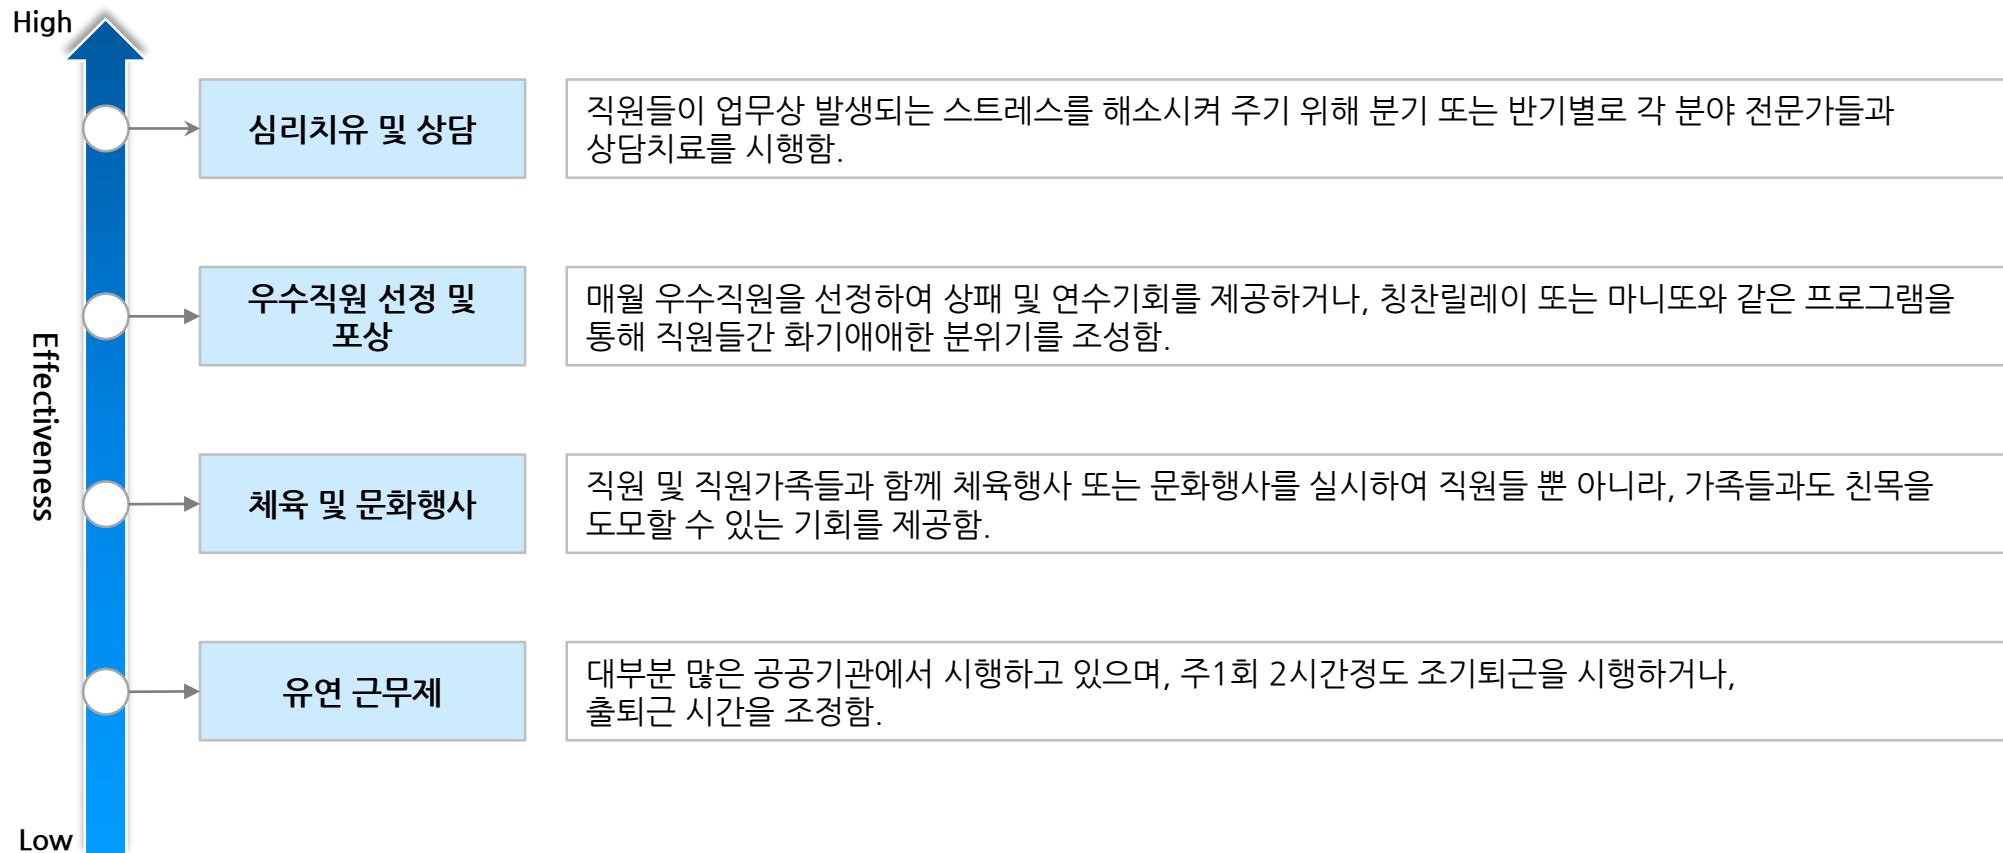 High
심리치유 및 상담
직원들이 업무상 발생되는 스트레스를 해소시켜 주기 위해 분기 또는 반기별로 각 분야 전문가들과
상담치료를 시행함.
우수직원 선정 및
포상
매월 우수직원을 선정하여 상패 및 연수기회를 제공하거나, 칭찬릴레이 또는 마니또와 같은 프로그램을
통해 직원들간 화기애애한 분위기를 조성함.
Effectiveness
체육 및 문화행사
직원 및 직원가족들과 함께 체육행사 또는 문화행사를 실시하여 직원들 뿐 아니라, 가족들과도 친목을
도모할 수 있는 기회를 제공함.
유연 근무제
대부분 많은 공공기관에서 시행하고 있으며, 주1회 2시간정도 조기퇴근을 시행하거나,
출퇴근 시간을 조정함.
Low